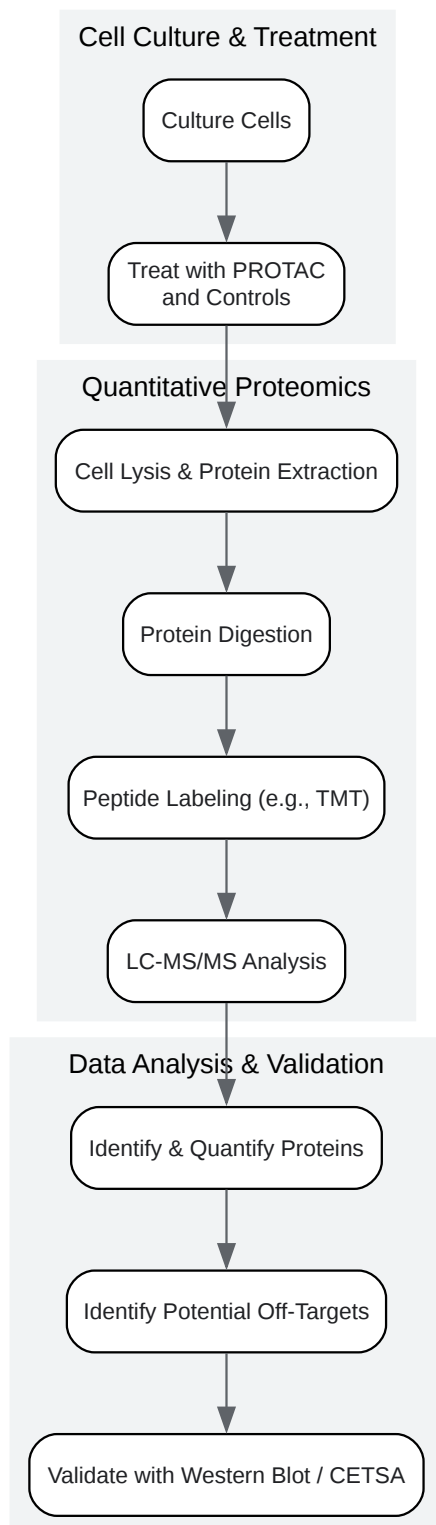 Cell Culture & Treatment
Culture Cells
Treat with PROTAC
and Controls
Quantitative Proteomics
Cell Lysis & Protein Extraction
Protein Digestion
Peptide Labeling (e.g., TMT)
LC-MS/MS Analysis
Data Analysis & Validation
Identify & Quantify Proteins
Identify Potential Off-Targets
Validate with Western Blot / CETSA